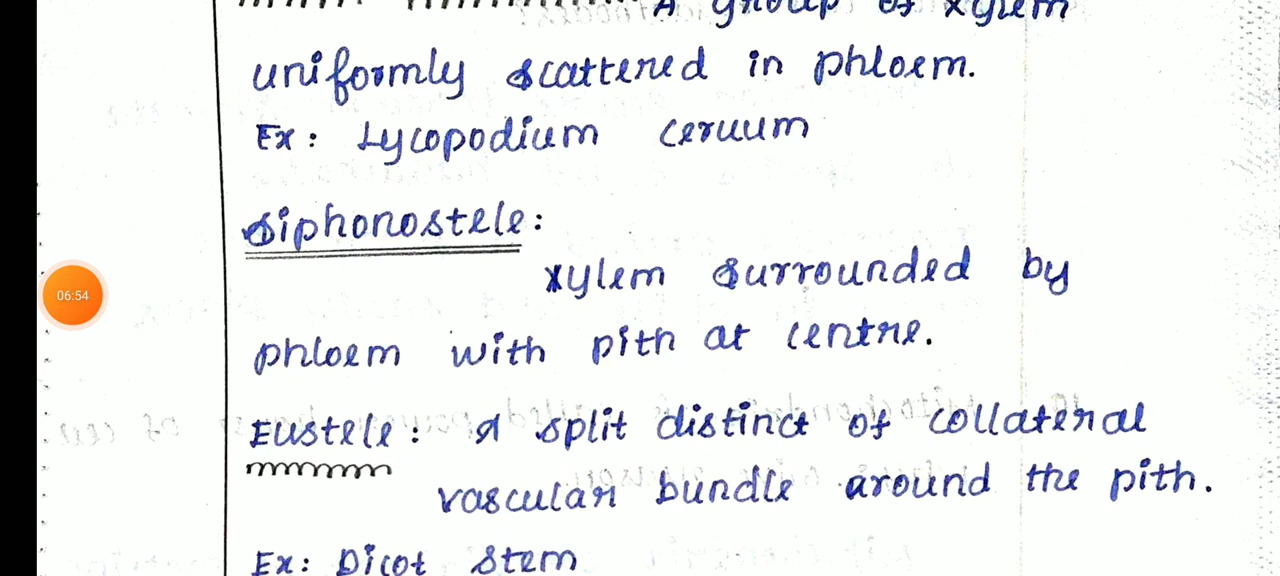 A group of xylem
uniformly scattered in phloem.
Ex: Lycopodium ceruum
Siphonostele:
xylem surrounded by
phloem with pith at centre.
06:54
Eustele: A split distinct of collateral
vascular bundle around the pith.
Ex: Dicot stem